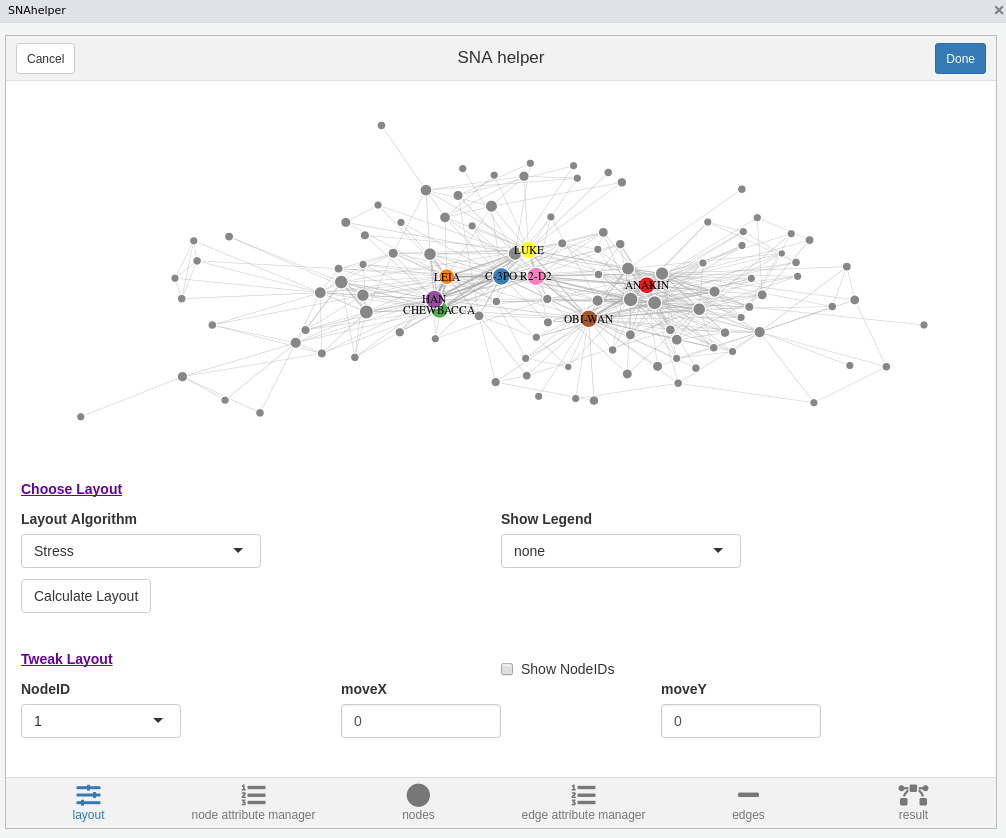 SNAhelper
Cancel
SNA helper
Done
LUKE
LEIA
C-3PO R2-D2
ANAKIN
HAN
CHEWBACCA
OBI-WAN
Choose Layout
Layout Algorithm
Show Legend
Stress
none
Calculate Layout
Tweak Layout
Show NodeIDs
NodeID
moveX
moveY
1
0
0
layout
node attribute manager
nodes
edge attribute manager
edges
result